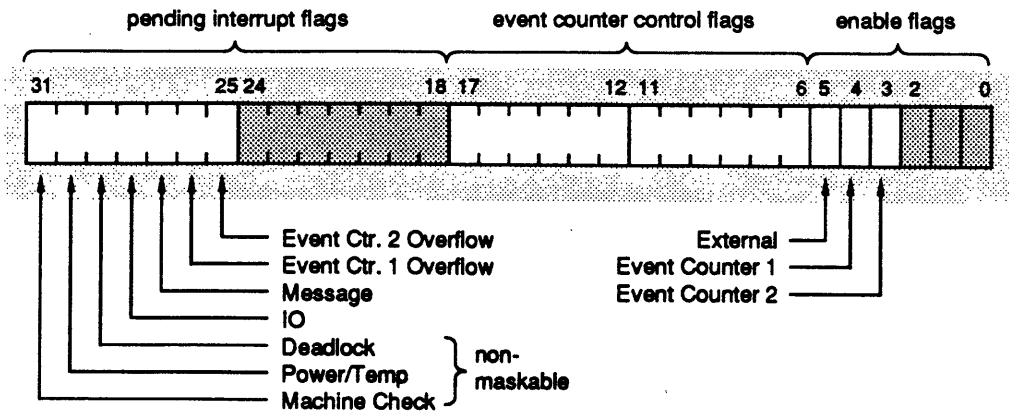 pending interrupt flags event counter control flags enable flags
31 25 24 18 17 12 11 6 5 4 3 2 0
Event Ctr. 2 Overflow
Event Ctr. 1 Overflow
Message
IO
Deadlock
Power/Temp
Machine Check
non-
maskable
External
Event Counter 1
Event Counter 2